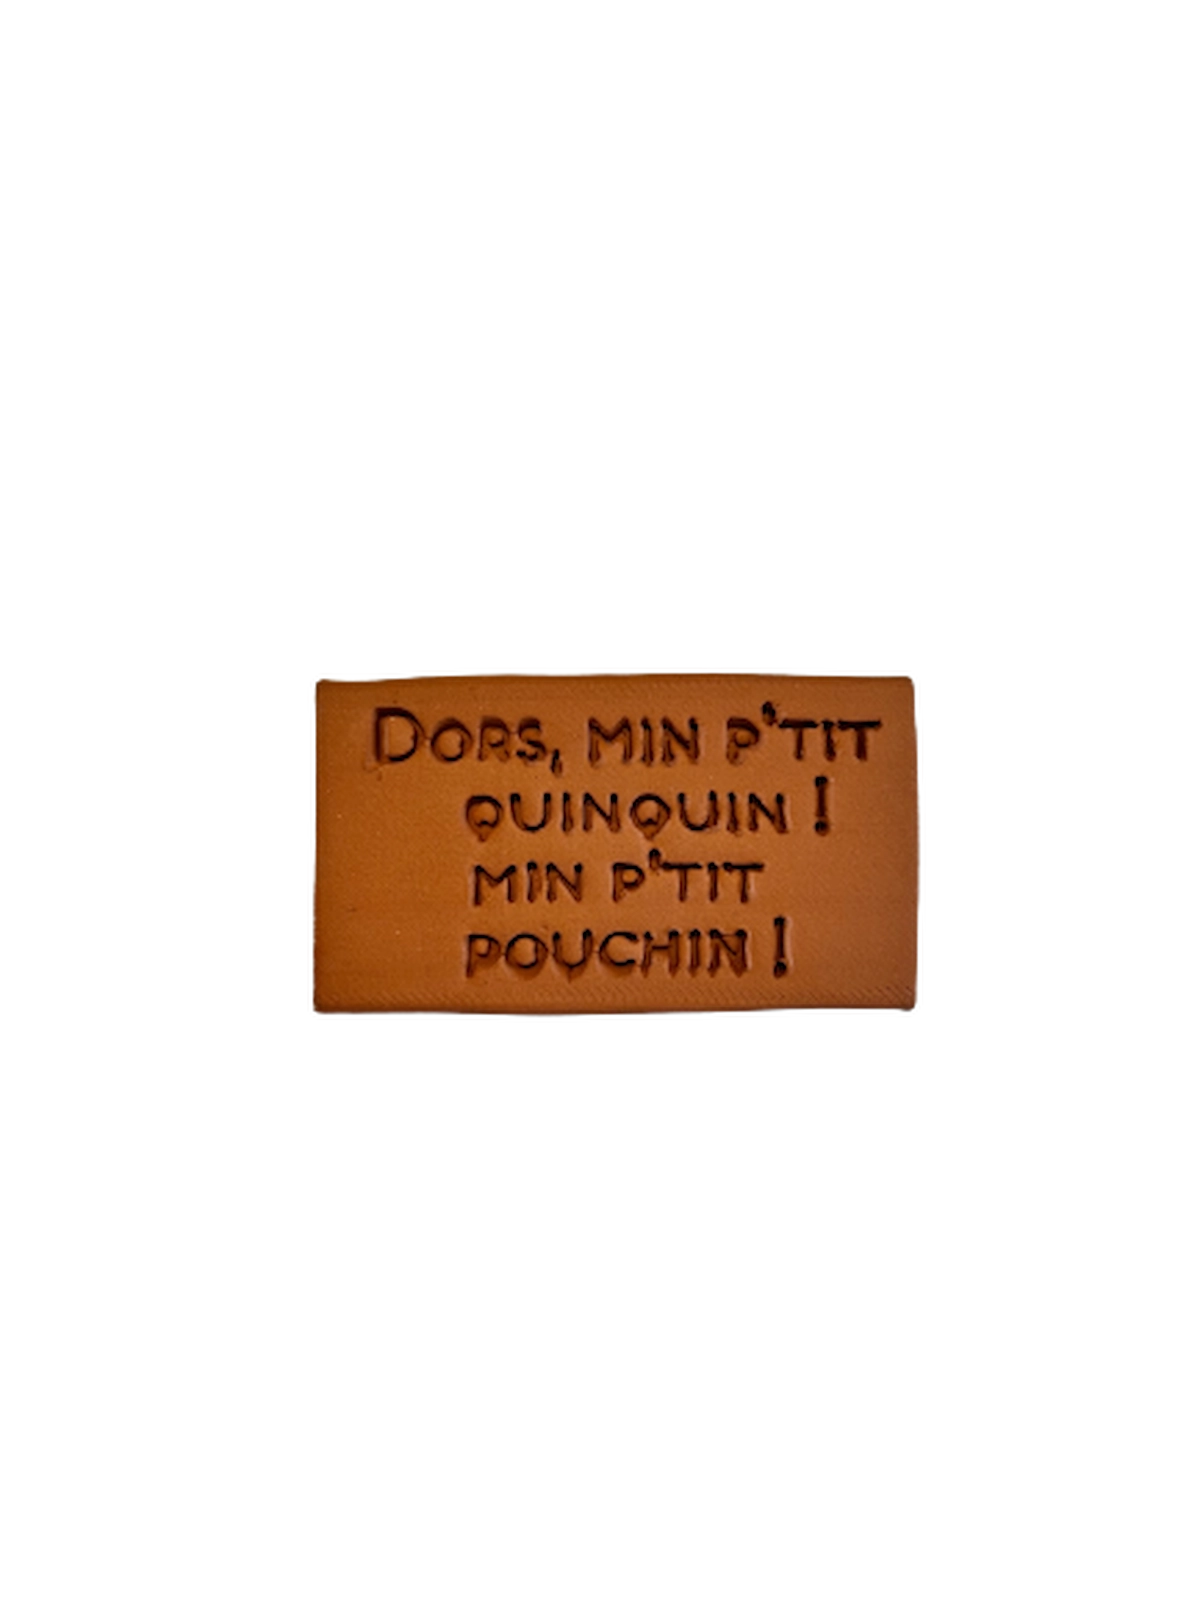 Dors, min p'tit
quinquin !
min p'tit
pouchin !